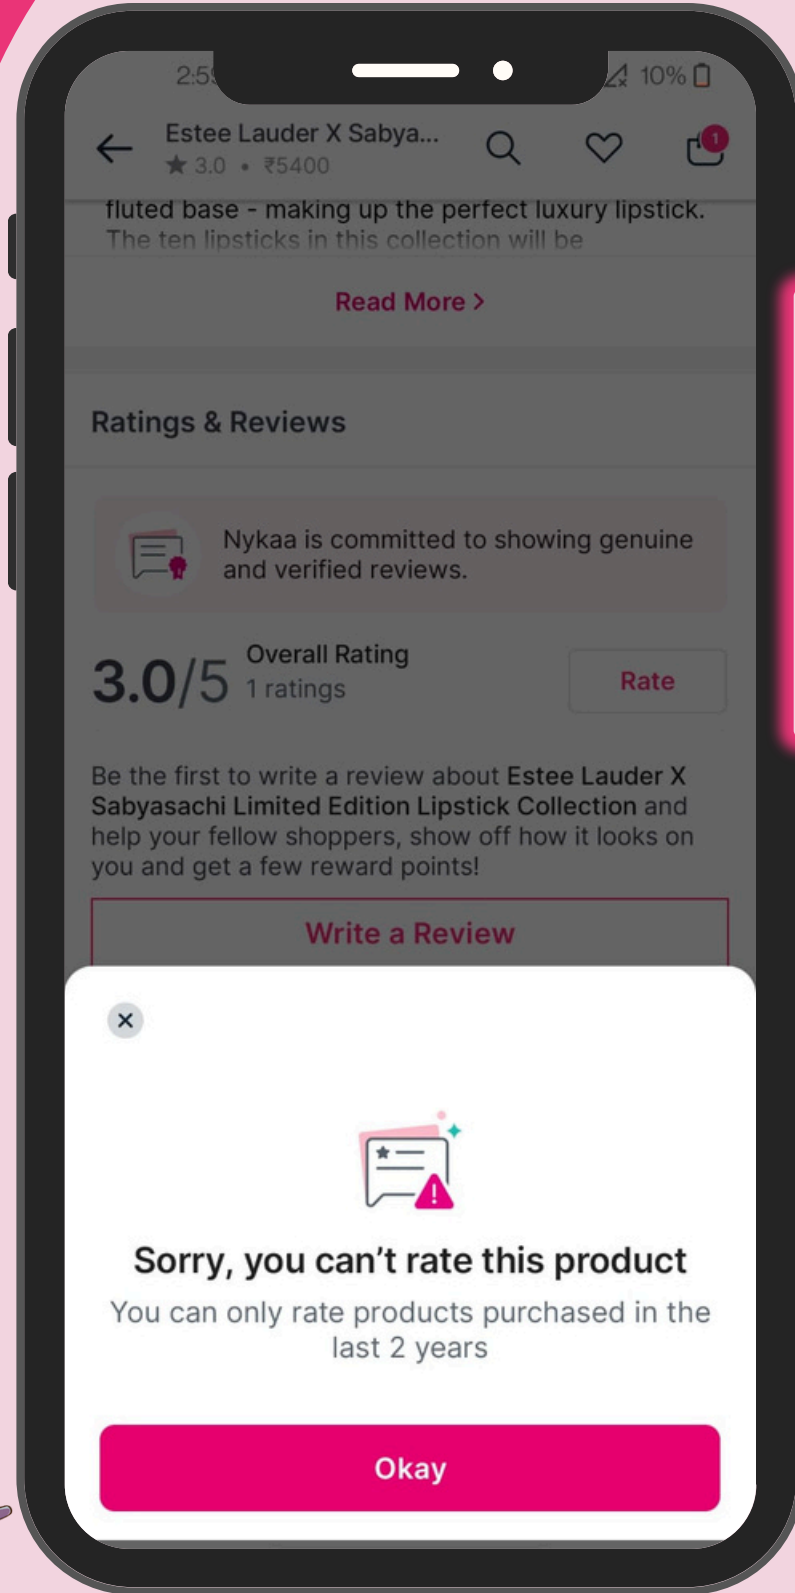 2:5
10%
Estee Lauder X Sabya...
★ 3.0 • ₹5400
1
fluted base - making up the perfect luxury lipstick.
The ten lipsticks in this collection will be
Read More >
Ratings & Reviews
Nykaa is committed to showing genuine
and verified reviews.
3.0/5
Overall Rating
1 ratings
Rate
Be the first to write a review about Estee Lauder X
Sabyasachi Limited Edition Lipstick Collection and
help your fellow shoppers, show off how it looks on
you and get a few reward points!
Write a Review
Sorry, you can't rate this product
You can only rate products purchased in the
last 2 years
Okay